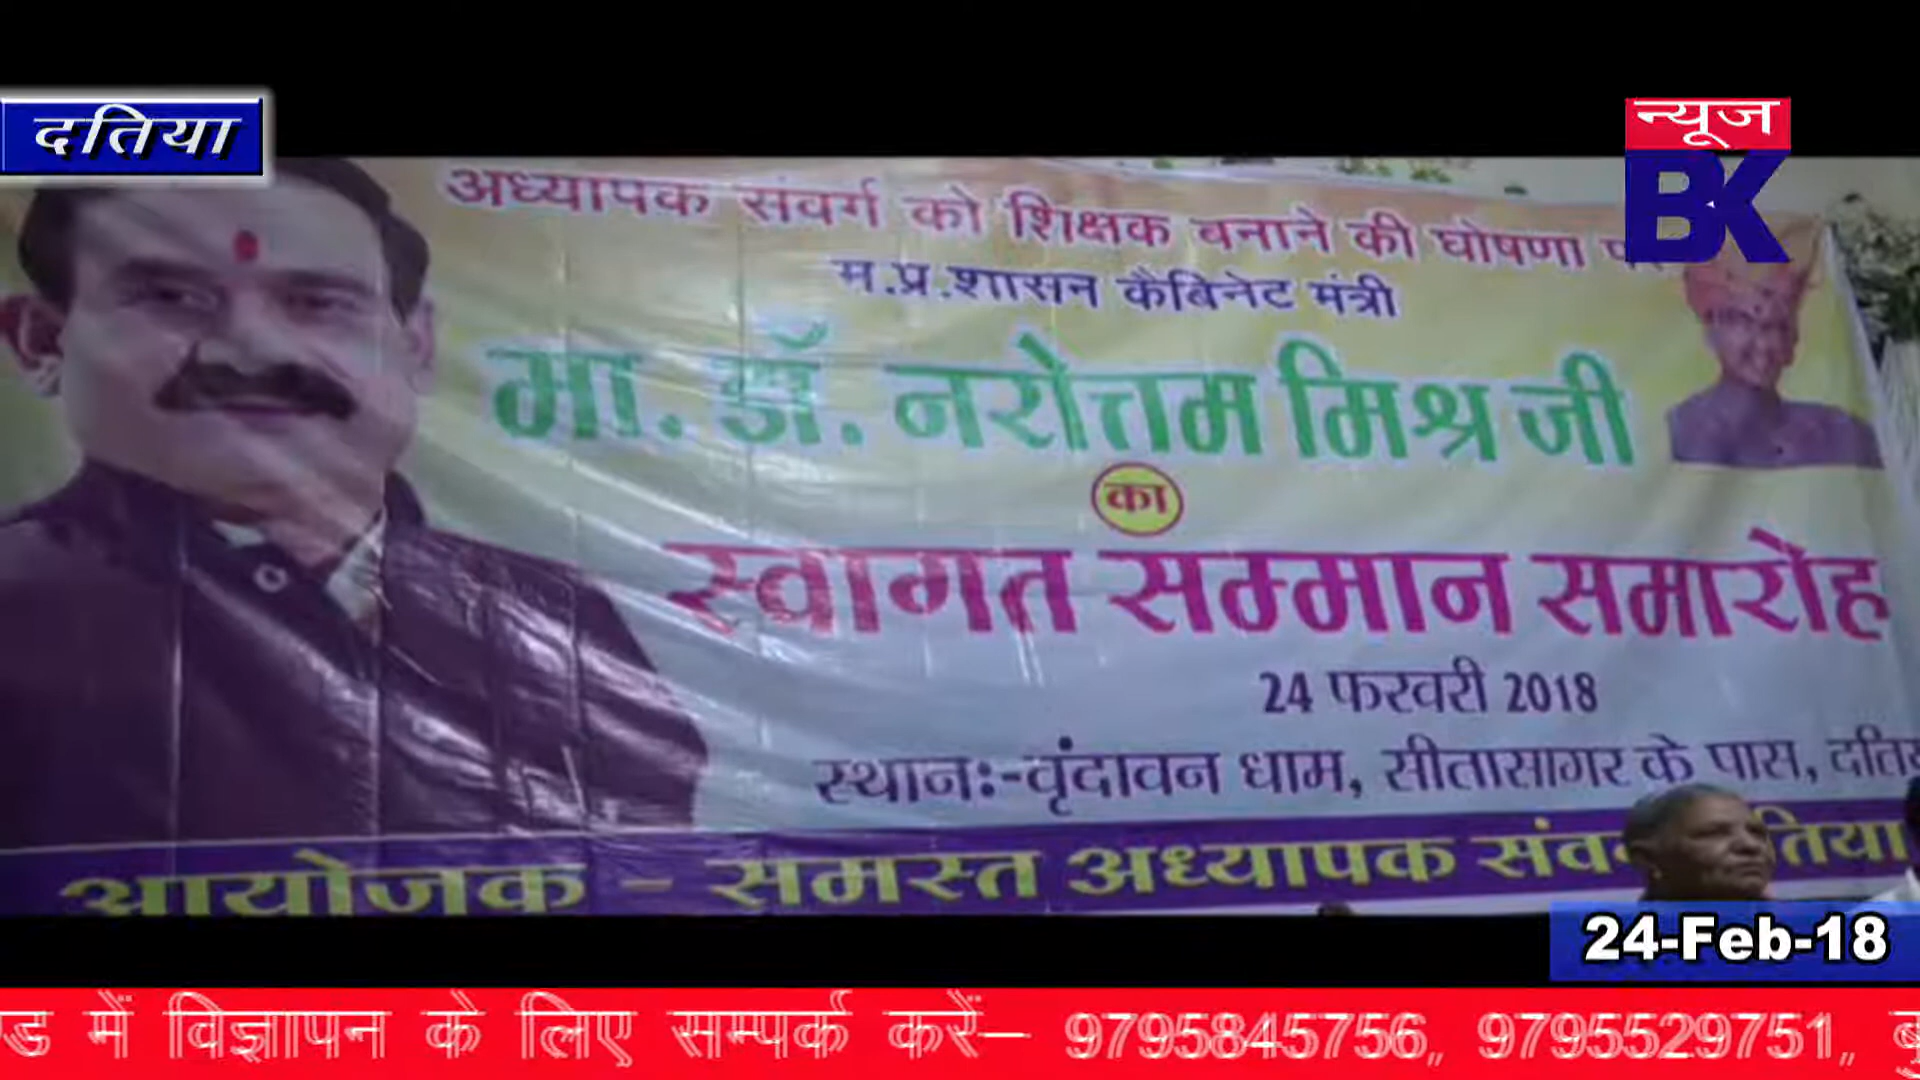 दतिया
न्यूज
BK
अध्यापक संवर्ग को शिक्षक बनाने की घोषणा
म.प्र.शासन कैबिनेट मंत्री
मा. डॉ. नरोत्तम मिश्र जी
का
स्वागत सम्मान समारोह
24 फरवरी 2018
स्थान:-वृंदावन धाम, सीतासागर के पास,
आयोजक - समस्त अध्यापक
24-Feb-18
में विज्ञापन के लिए सम्पर्क करें– 9795845756, 9795529751,